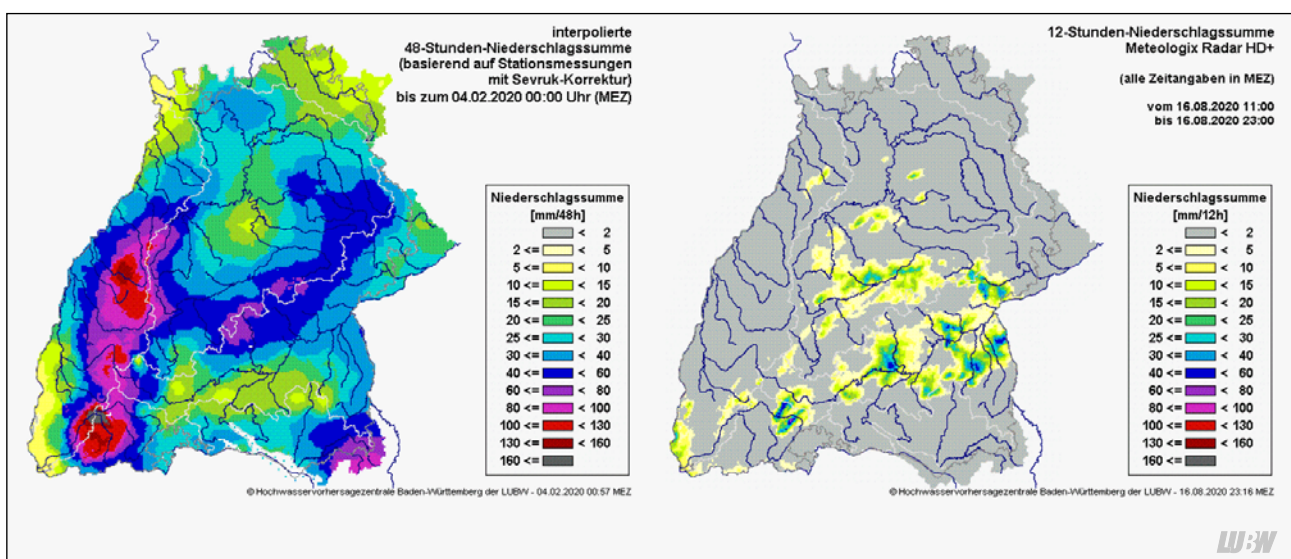 interpolierte
48-Stunden-Niederschlagssumme
(basierend auf Stationsmessungen
mit Sevruk-Korrektur)
bis zum 04.02.2020 00:00 Uhr (MEZ)
Niederschlagssumme
[mm/48h]
< 2
2 <= < 5
5 <= < 10
10 <= < 15
15 <= < 20
20 <= < 25
25 <= < 30
30 <= < 40
40 <= < 60
60 <= < 80
80 <= < 100
100 <= < 130
130 <= < 160
160 <=
© Hochwasservorhersagezentrale Baden-Württemberg der LUBW - 04.02.2020 00:57 MEZ
12-Stunden-Niederschlagssumme
Meteologix Radar HD+
(alle Zeitangaben in MEZ)
vom 16.08.2020 11:00
bis 16.08.2020 23:00
Niederschlagssumme
[mm/12h]
< 2
2 <= < 5
5 <= < 10
10 <= < 15
15 <= < 20
20 <= < 25
25 <= < 30
30 <= < 40
40 <= < 60
60 <= < 80
80 <= < 100
100 <= < 130
130 <= < 160
160 <=
© Hochwasservorhersagezentrale Baden-Württemberg der LUBW - 16.08.2020 23:16 MEZ
LUBW